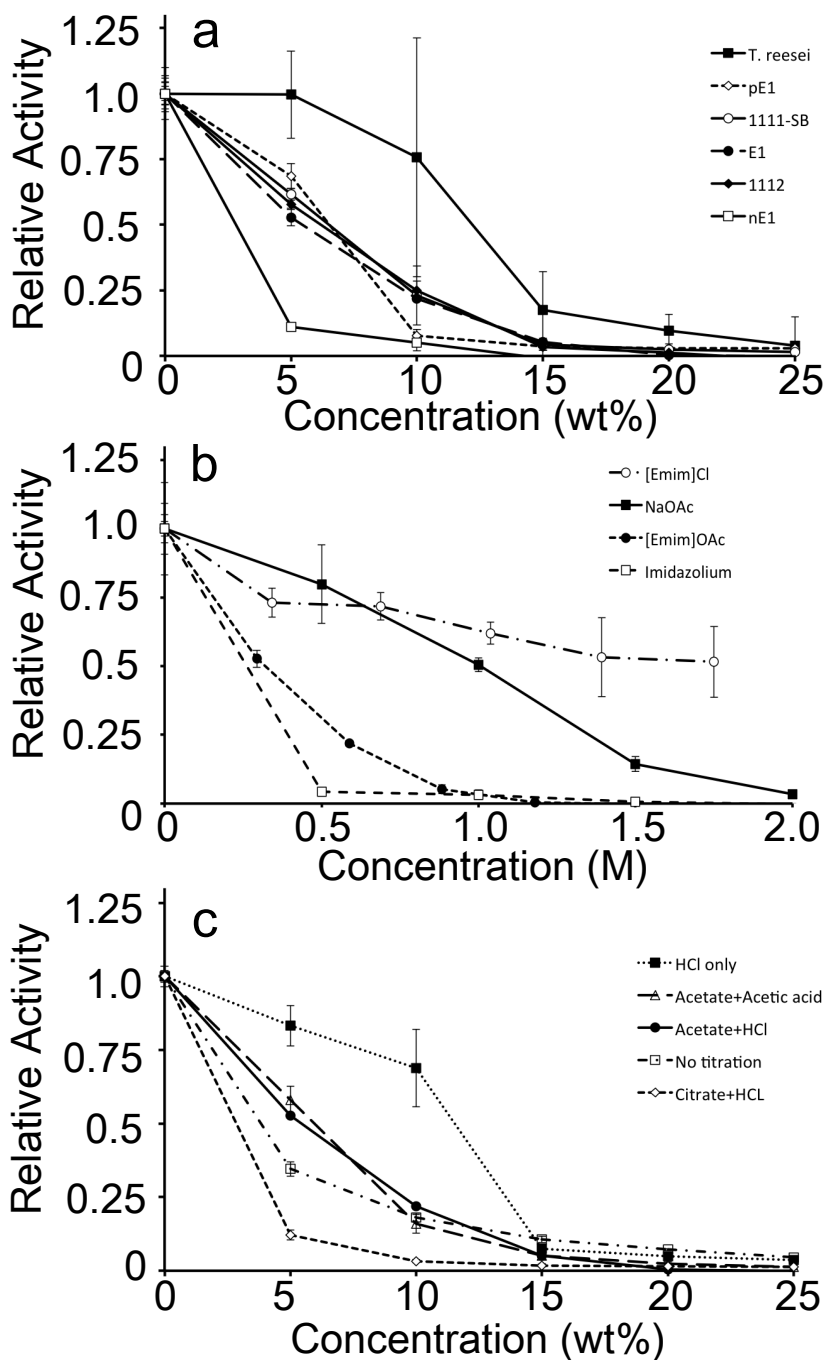 a
1.25
1.0
0.75
0.50
0.25
0
Relative Activity
T. reesei
pE1
1111-SB
E1
1112
nE1
0 5 10 15 20 25
Concentration (wt%)
b
1.25
1.0
0.75
0.5
0.25
0
Relative Activity
[Emim]Cl
NaOAc
[Emim]OAc
Imidazolium
0 0.5 1.0 1.5 2.0
Concentration (M)
c
1.25
1.0
0.75
0.5
0.25
0
Relative Activity
HCl only
Acetate+Acetic acid
Acetate+HCl
No titration
Citrate+HCL
0 5 10 15 20 25
Concentration (wt%)